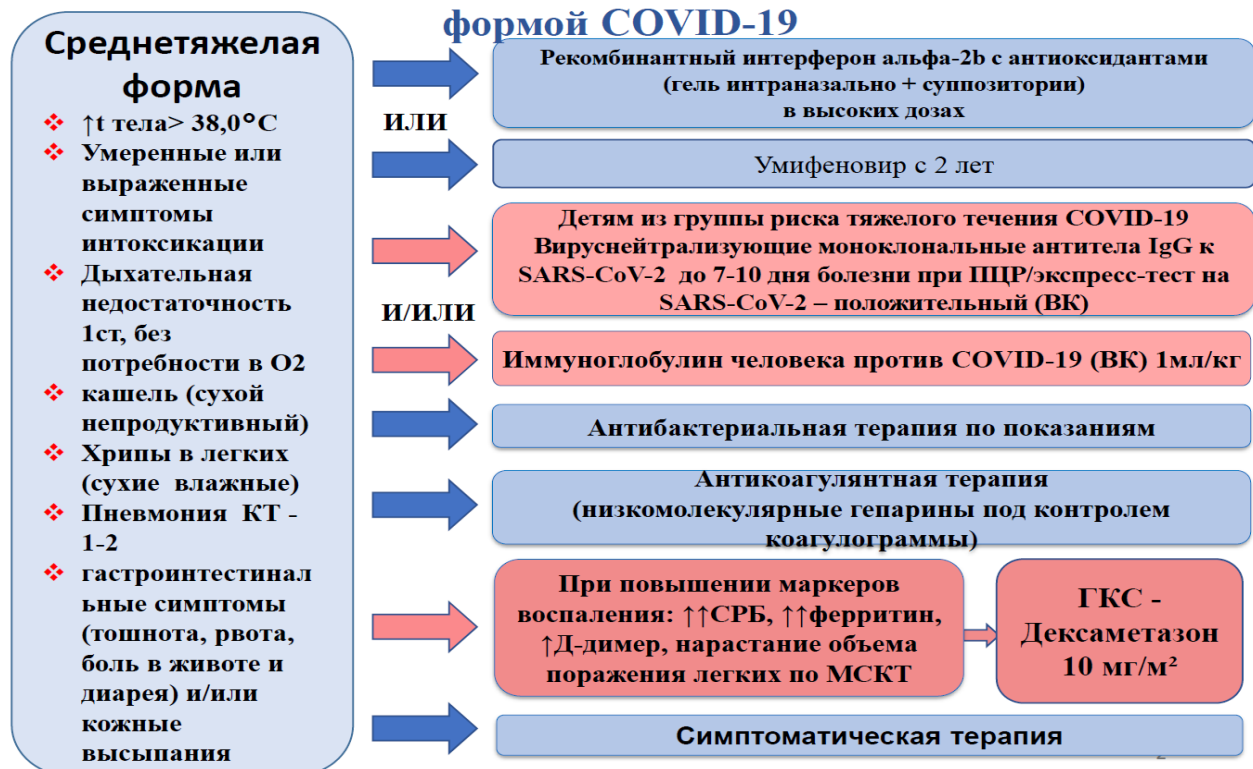 формой COVID-19
Среднетяжелая
форма
❖ ↑t тела> 38,0°C
❖ Умеренные или
выраженные
симптомы
интоксикации
❖ Дыхательная
недостаточность
1ст, без
потребности в О2
❖ кашель (сухой
непродуктивный)
❖ Хрипы в легких
(сухие влажные)
❖ Пневмония КТ -
1-2
❖ гастроинтестинал
ьные симптомы
(тошнота, рвота,
боль в животе и
диарея) и/или
кожные
высыпания
ИЛИ
И/ИЛИ
Рекомбинантный интерферон альфа-2b с антиоксидантами
(гель интраназально + суппозитории)
в высоких дозах
Умифеновир с 2 лет
Детям из группы риска тяжелого течения COVID-19
Вируснейтрализующие моноклональные антитела IgG к
SARS-CoV-2 до 7-10 дня болезни при ПЦР/экспресс-тест на
SARS-CoV-2 – положительный (ВК)
Иммуноглобулин человека против COVID-19 (ВК) 1мл/кг
Антибактериальная терапия по показаниям
Антикоагулянтная терапия
(низкомолекулярные гепарины под контролем
коагулограммы)
При повышении маркеров
воспаления: ↑↑СРБ, ↑↑ферритин,
↑Д-димер, нарастание объема
поражения легких по МСКТ
ГКС -
Дексаметазон
10 мг/м²
Симптоматическая терапия